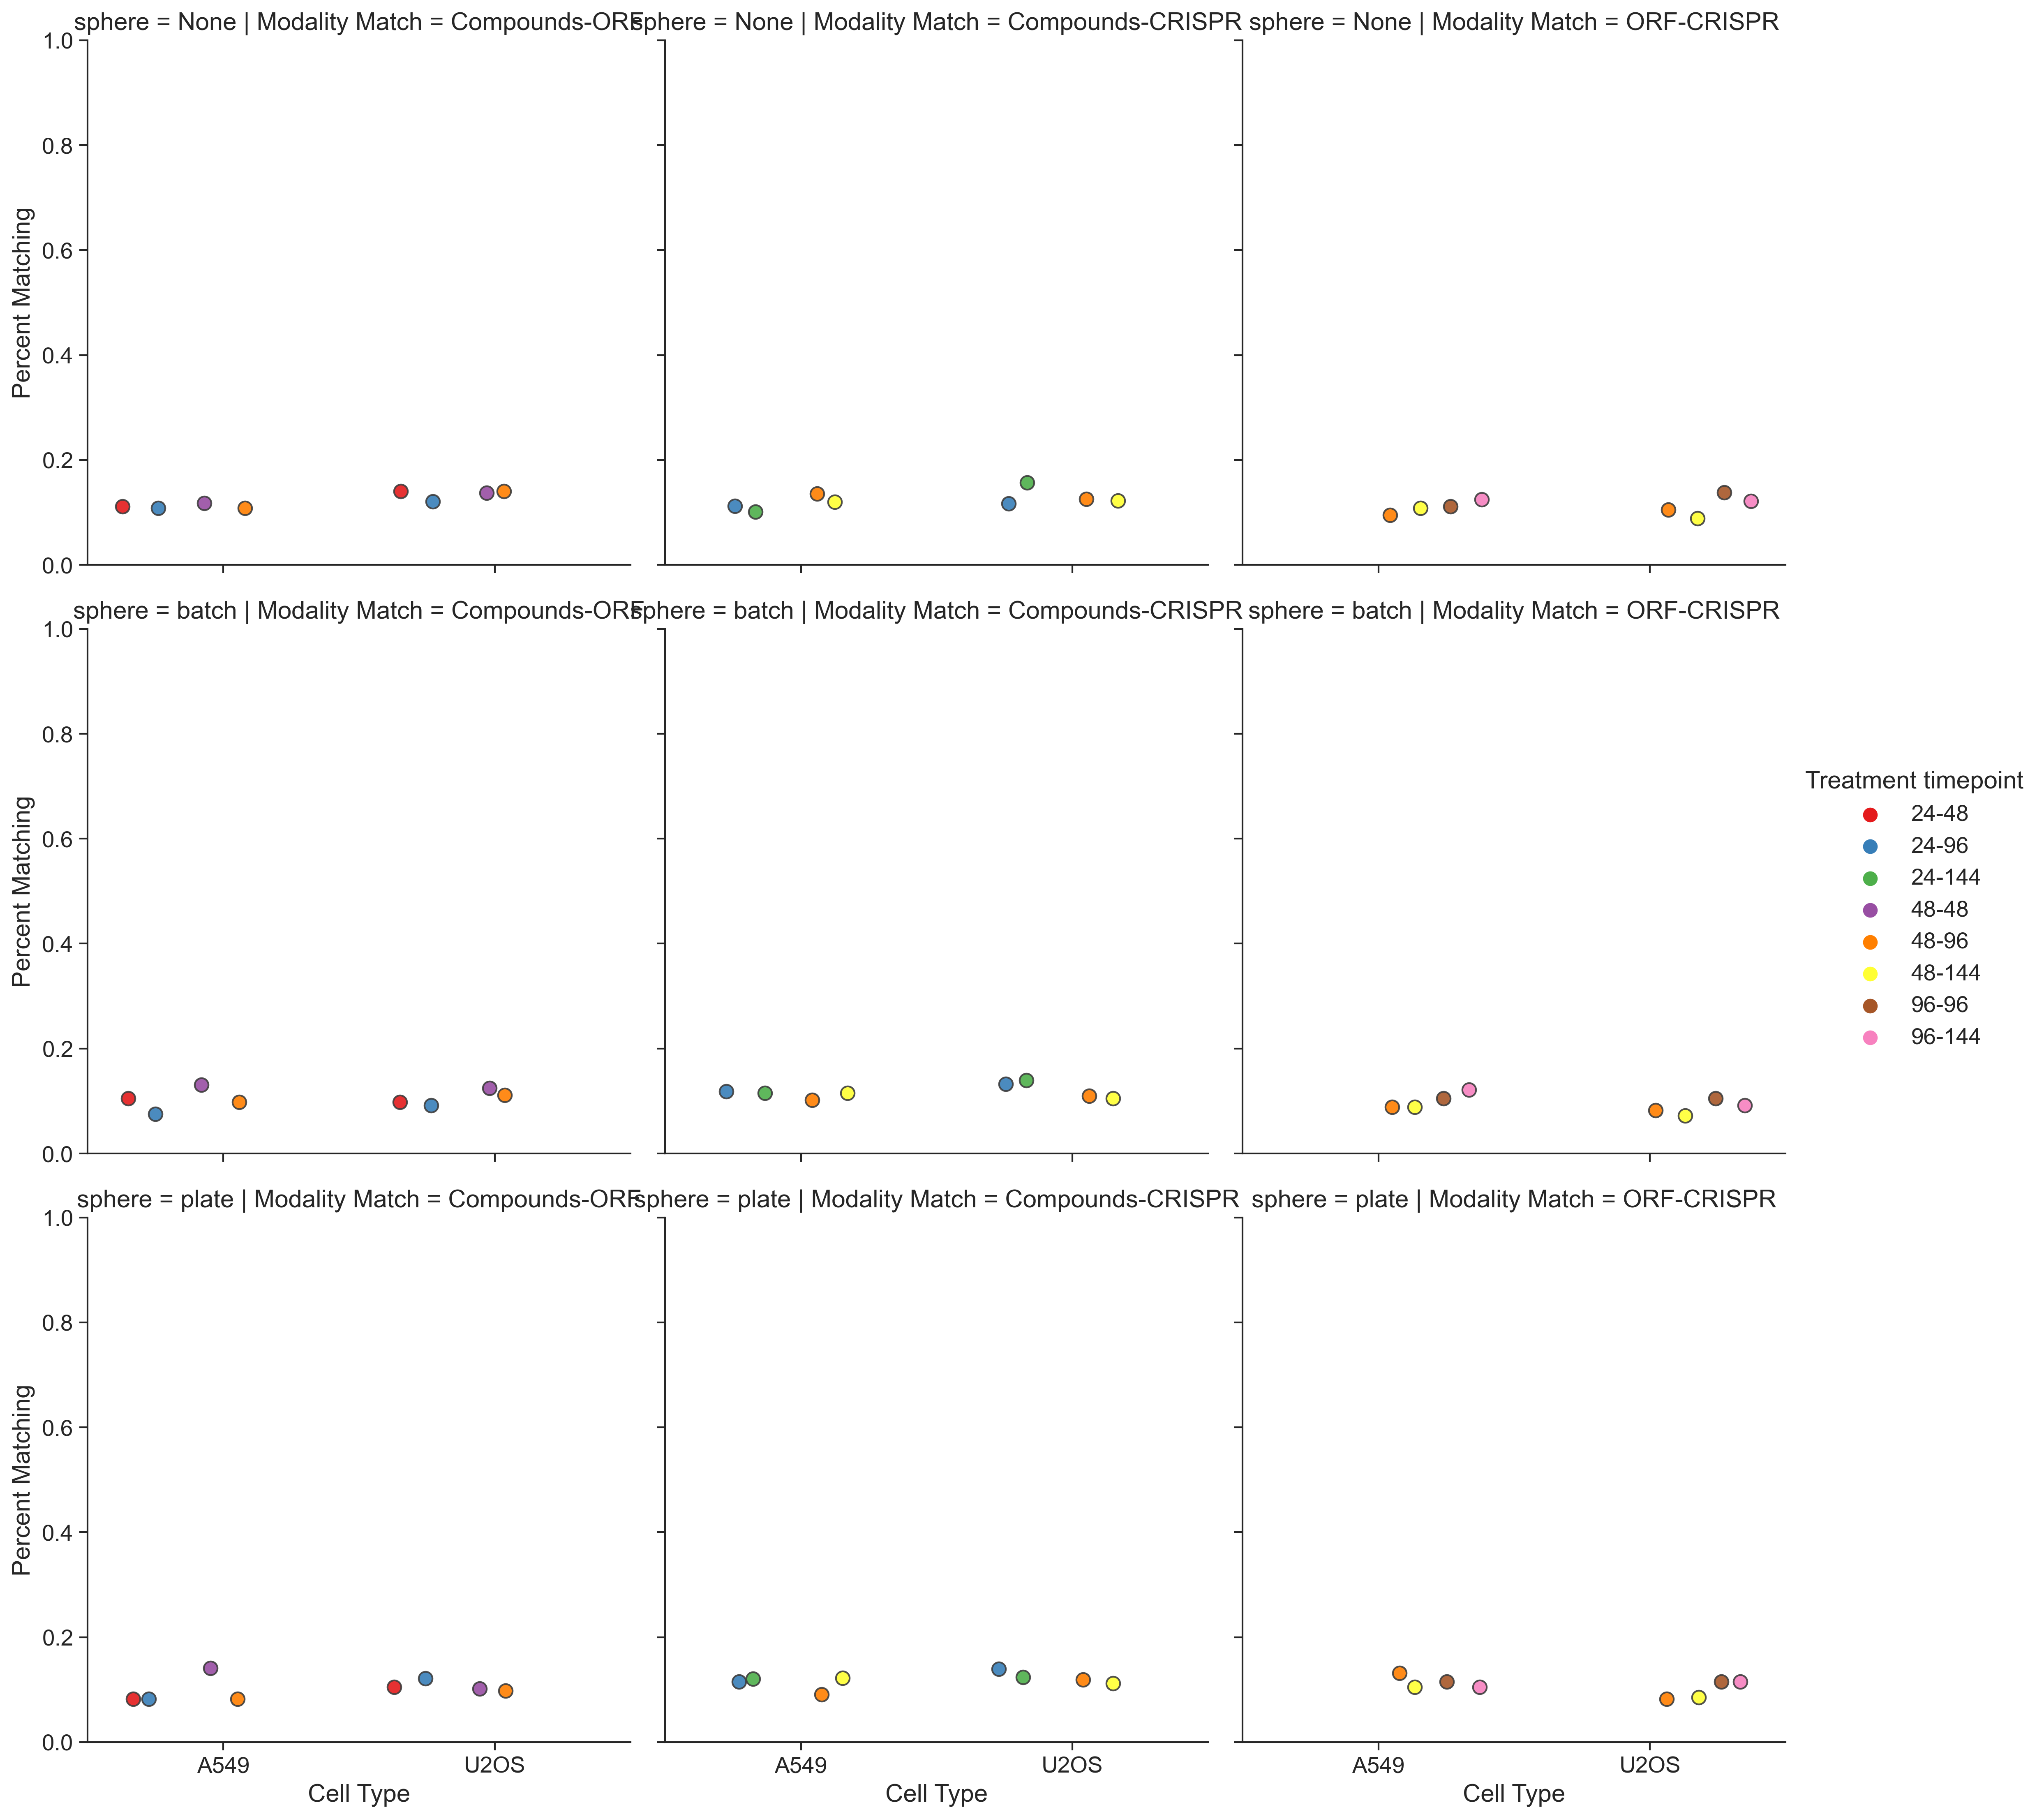 sphere = None | Modality Match = Compounds-ORF
sphere = None | Modality Match = Compounds-CRISPR
sphere = None | Modality Match = ORF-CRISPR
1.0
0.8
0.6
0.4
0.2
0.0
Percent Matching
sphere = batch | Modality Match = Compounds-ORF
sphere = batch | Modality Match = Compounds-CRISPR
sphere = batch | Modality Match = ORF-CRISPR
1.0
0.8
0.6
0.4
0.2
0.0
Percent Matching
Treatment timepoint
24-48
24-96
24-144
48-48
48-96
48-144
96-96
96-144
sphere = plate | Modality Match = Compounds-ORF
sphere = plate | Modality Match = Compounds-CRISPR
sphere = plate | Modality Match = ORF-CRISPR
1.0
0.8
0.6
0.4
0.2
0.0
Percent Matching
A549
U2OS
Cell Type
A549
U2OS
Cell Type
A549
U2OS
Cell Type